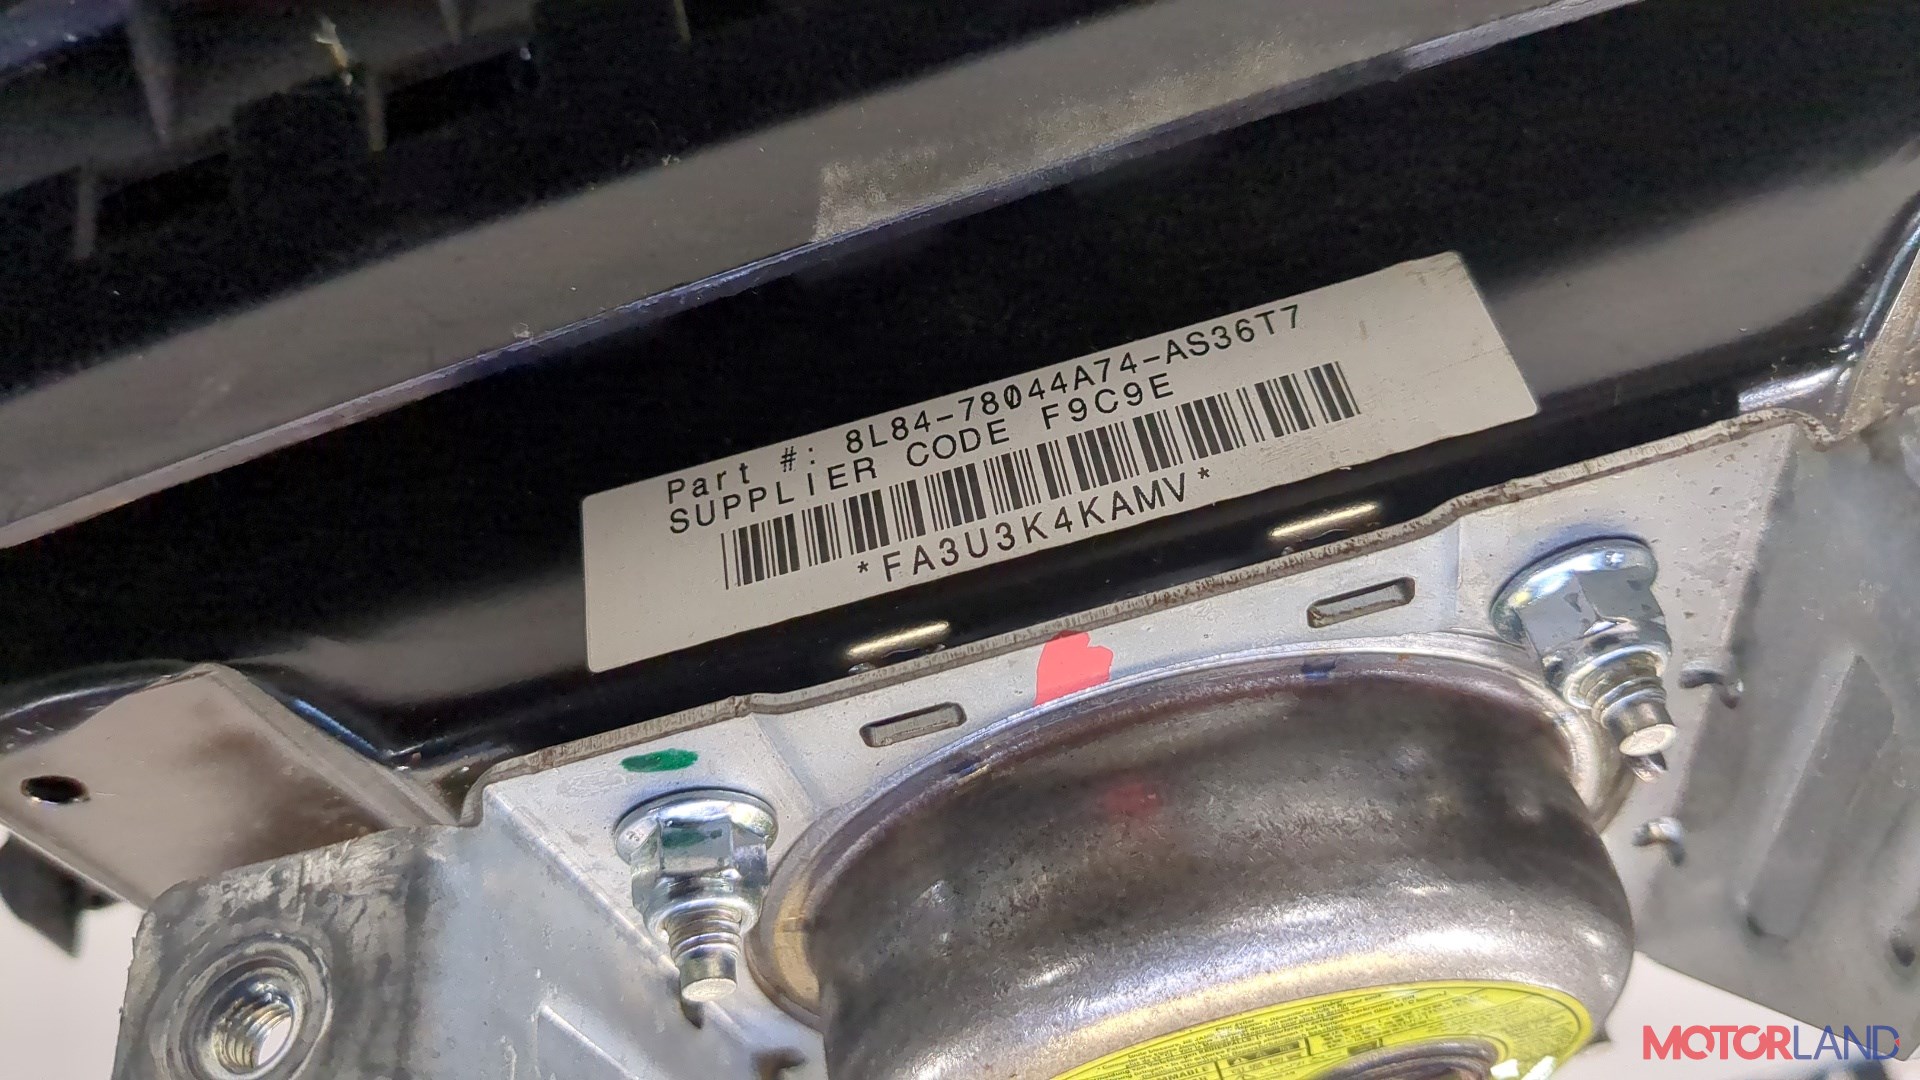 Part #: 8L84-78044A74-AS36T7
SUPPLIER CODE F9C9E
*FA3U3K4KAMV*
MOTORLAND